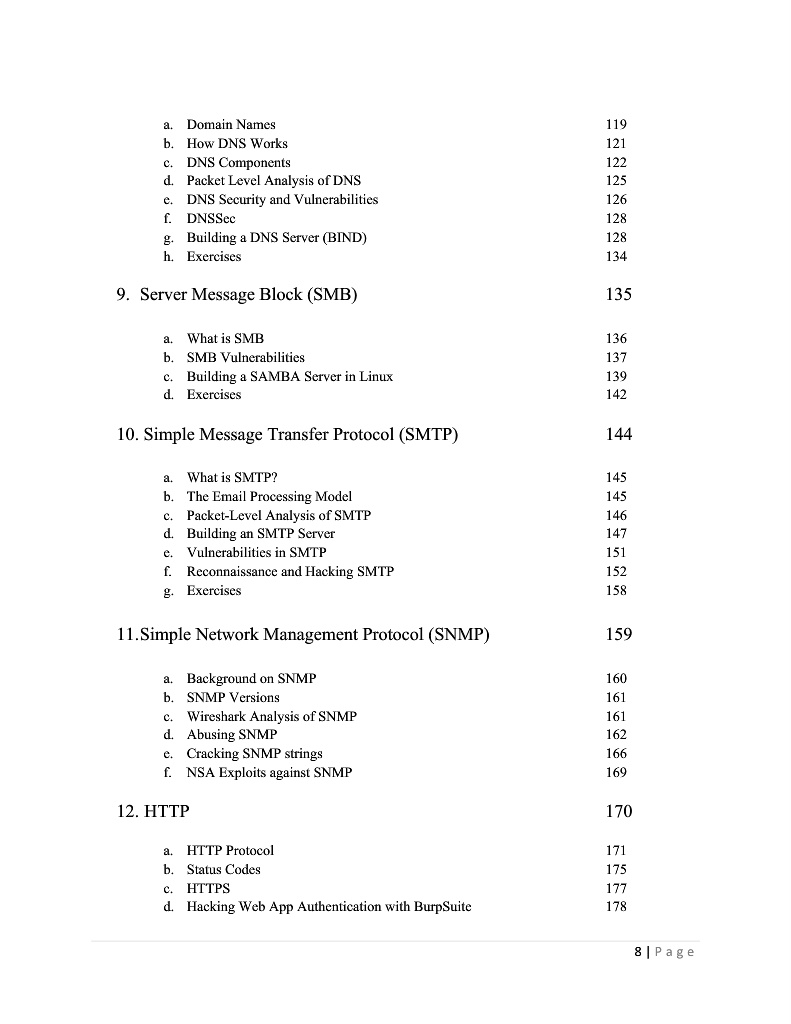 a. Domain Names 119
b. How DNS Works 121
c. DNS Components 122
d. Packet Level Analysis of DNS 125
e. DNS Security and Vulnerabilities 126
f. DNSSec 128
g. Building a DNS Server (BIND) 128
h. Exercises 134
9. Server Message Block (SMB) 135
a. What is SMB 136
b. SMB Vulnerabilities 137
c. Building a SAMBA Server in Linux 139
d. Exercises 142
10. Simple Message Transfer Protocol (SMTP) 144
a. What is SMTP? 145
b. The Email Processing Model 145
c. Packet-Level Analysis of SMTP 146
d. Building an SMTP Server 147
e. Vulnerabilities in SMTP 151
f. Reconnaissance and Hacking SMTP 152
g. Exercises 158
11.Simple Network Management Protocol (SNMP) 159
a. Background on SNMP 160
b. SNMP Versions 161
c. Wireshark Analysis of SNMP 161
d. Abusing SNMP 162
e. Cracking SNMP strings 166
f. NSA Exploits against SNMP 169
12. HTTP 170
a. HTTP Protocol 171
b. Status Codes 175
c. HTTPS 177
d. Hacking Web App Authentication with BurpSuite 178
8 | Page